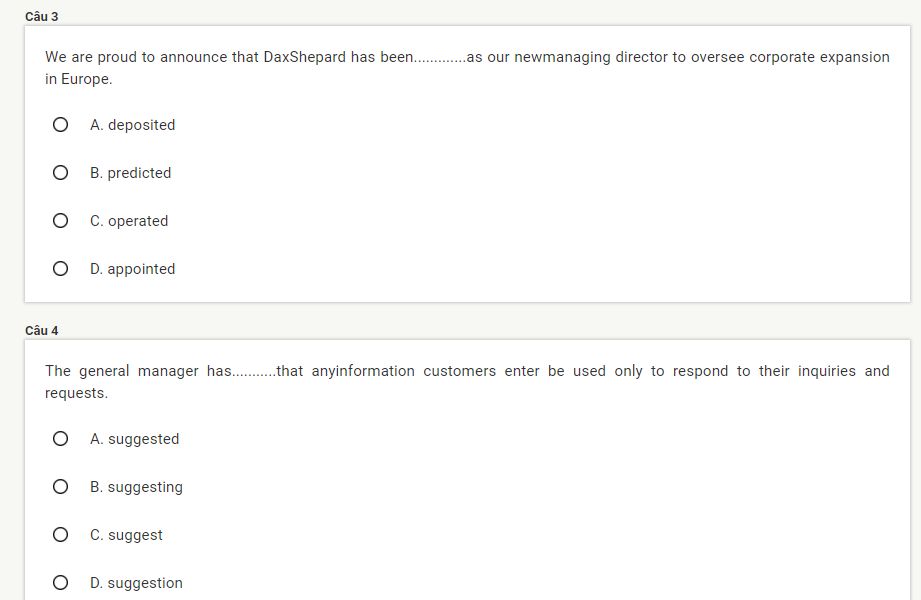 Câu 3
We are proud to announce that DaxShepard has been.............as our newmanaging director to oversee corporate expansion
in Europe.
A. deposited
B. predicted
C. operated
D. appointed
Câu 4
The general manager has...........that anyinformation customers enter be used only to respond to their inquiries and
requests.
A. suggested
B. suggesting
C. suggest
D. suggestion